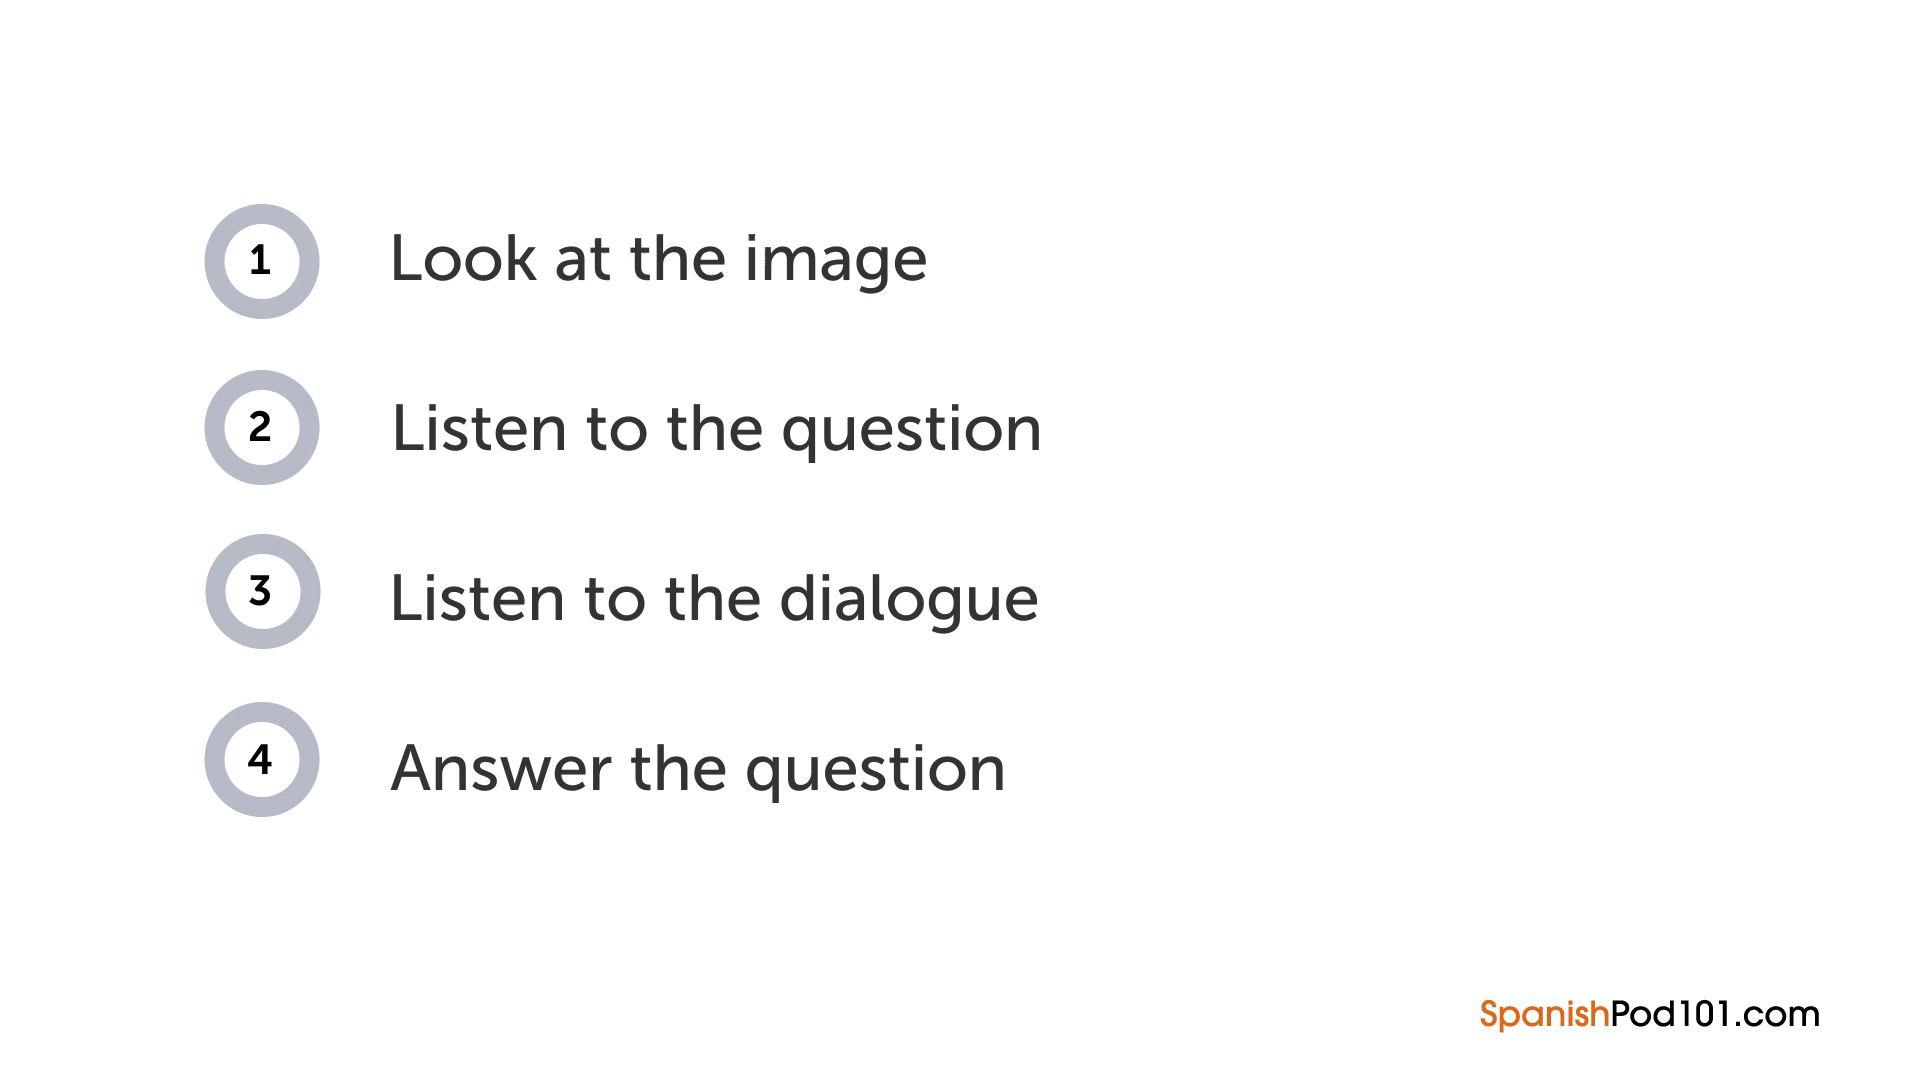 1 Look at the image
2 Listen to the question
3 Listen to the dialogue
4 Answer the question
SpanishPod101.com